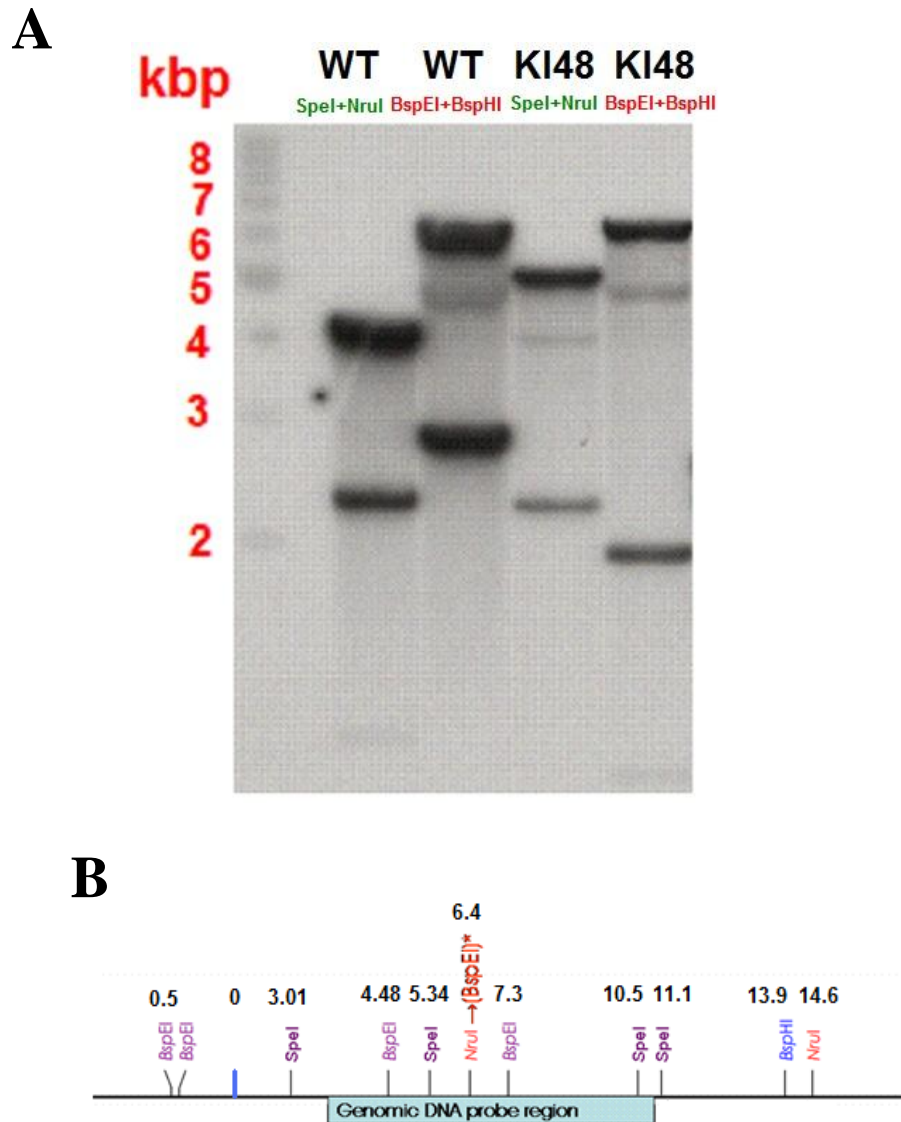 A
kbp WT WT KI48 KI48
SpeI+NruI BspEI+BspHI SpeI+NruI BspEI+BspHI
8
7
6
5
4
3
2
B
6.4
0.5 0 3.01 4.48 5.34 7.3 10.5 11.1 13.9 14.6
BspEI BspEI SpeI BspEI SpeI NruI →(BspEI)* BspEI SpeI SpeI BspHI NruI
Genomic DNA probe region